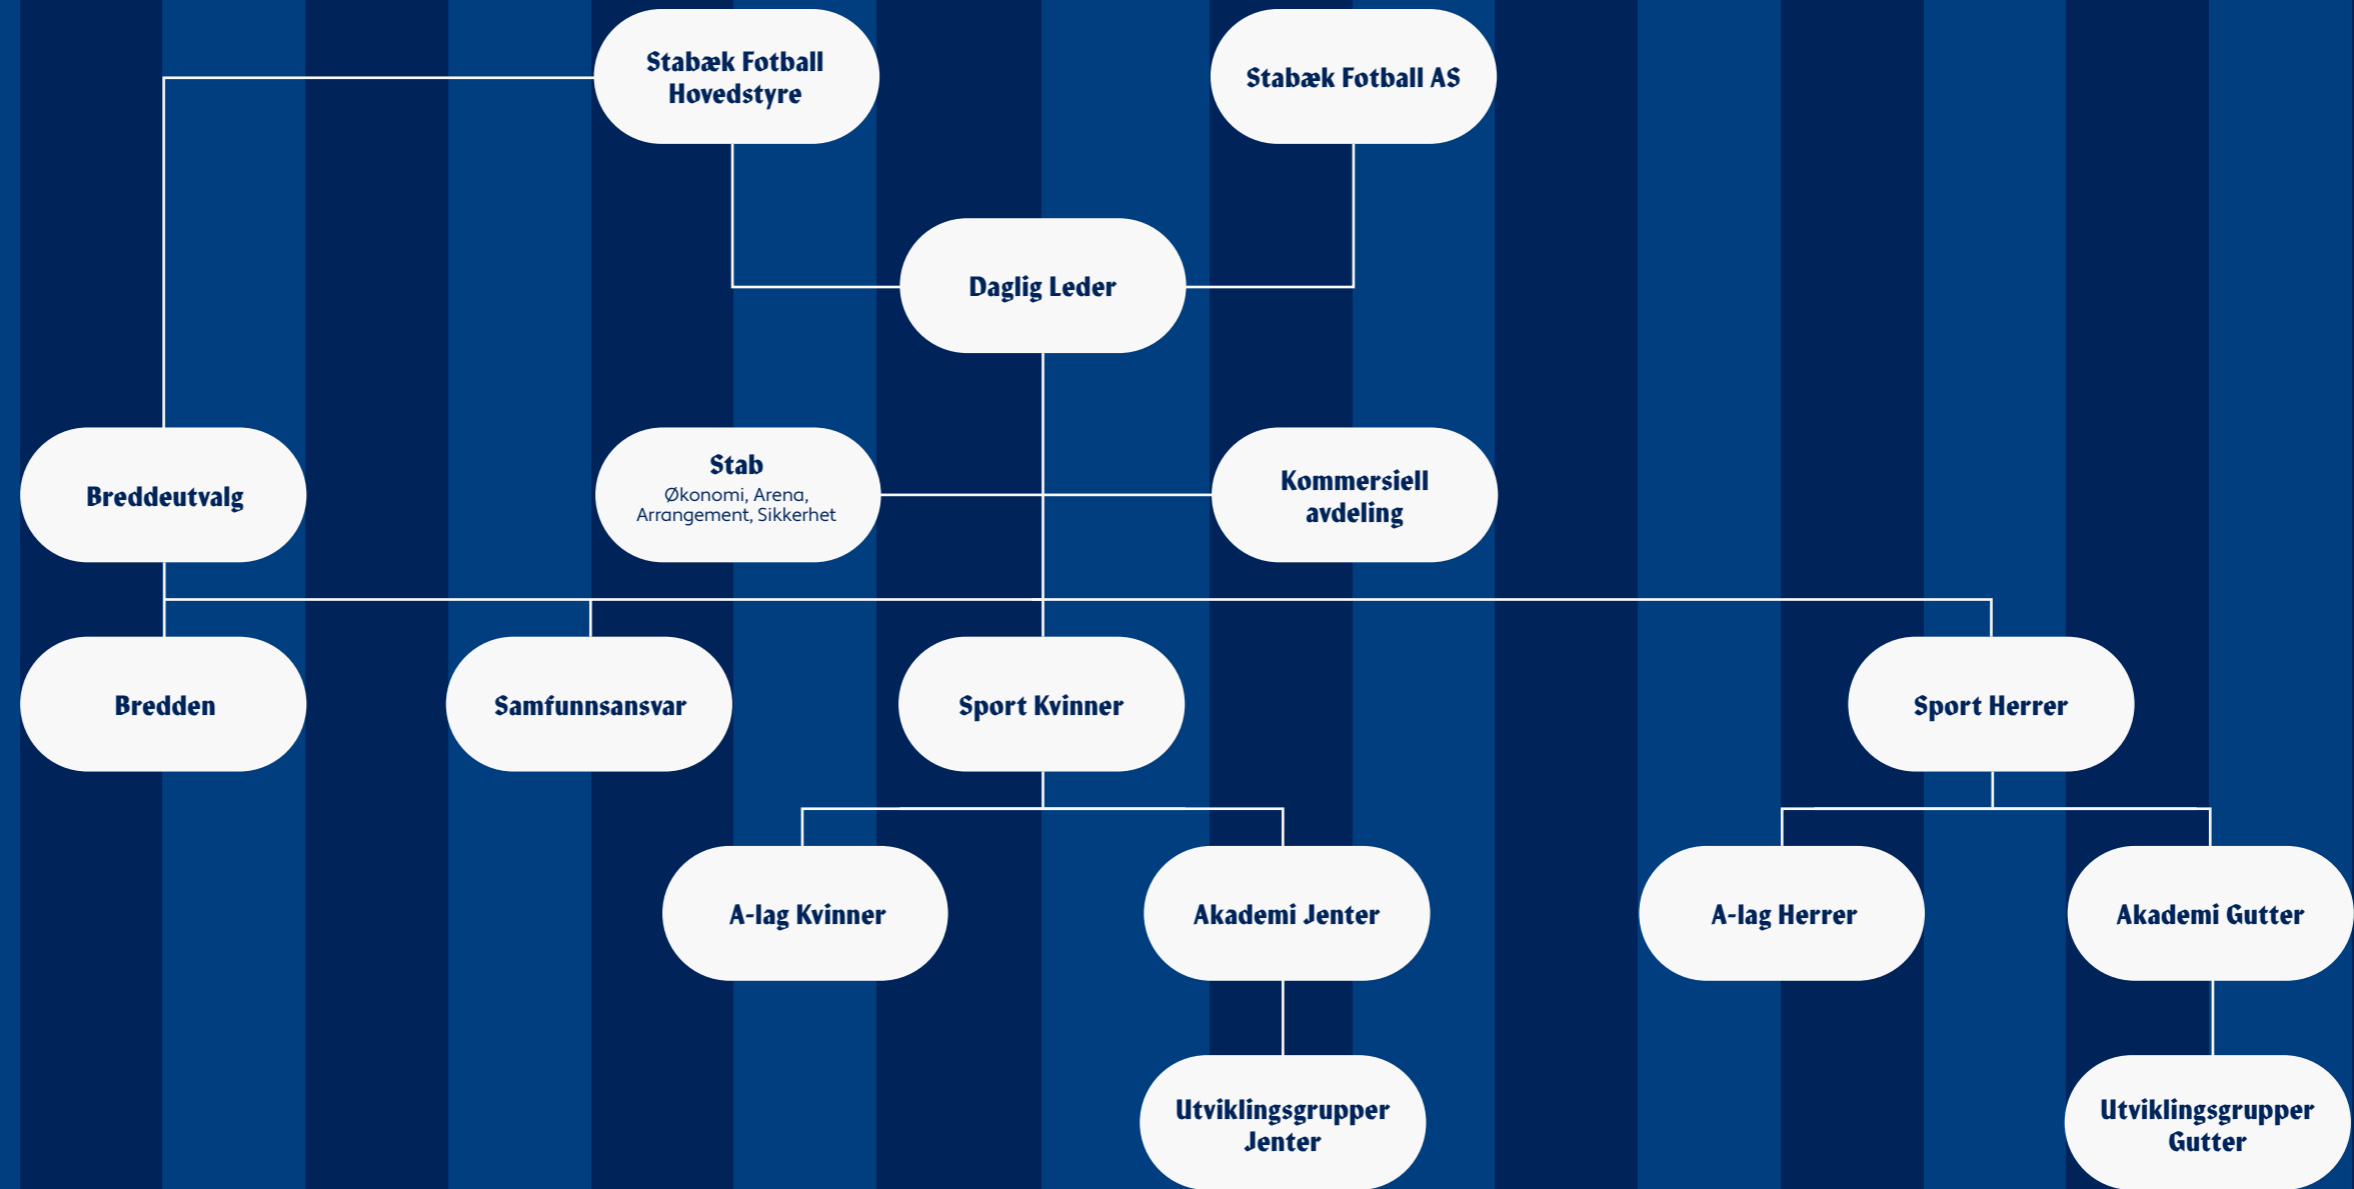 Stabæk Fotball
Hovedstyre
Stabæk Fotball AS
Daglig Leder
Breddeutvalg
Stab
Økonomi, Arena,
Arrangement, Sikkerhet
Kommersiell
avdeling
Bredden
Samfunnsansvar
Sport Kvinner
Sport Herrer
A-lag Kvinner
Akademi Jenter
A-lag Herrer
Akademi Gutter
Utviklingsgrupper
Jenter
Utviklingsgrupper
Gutter